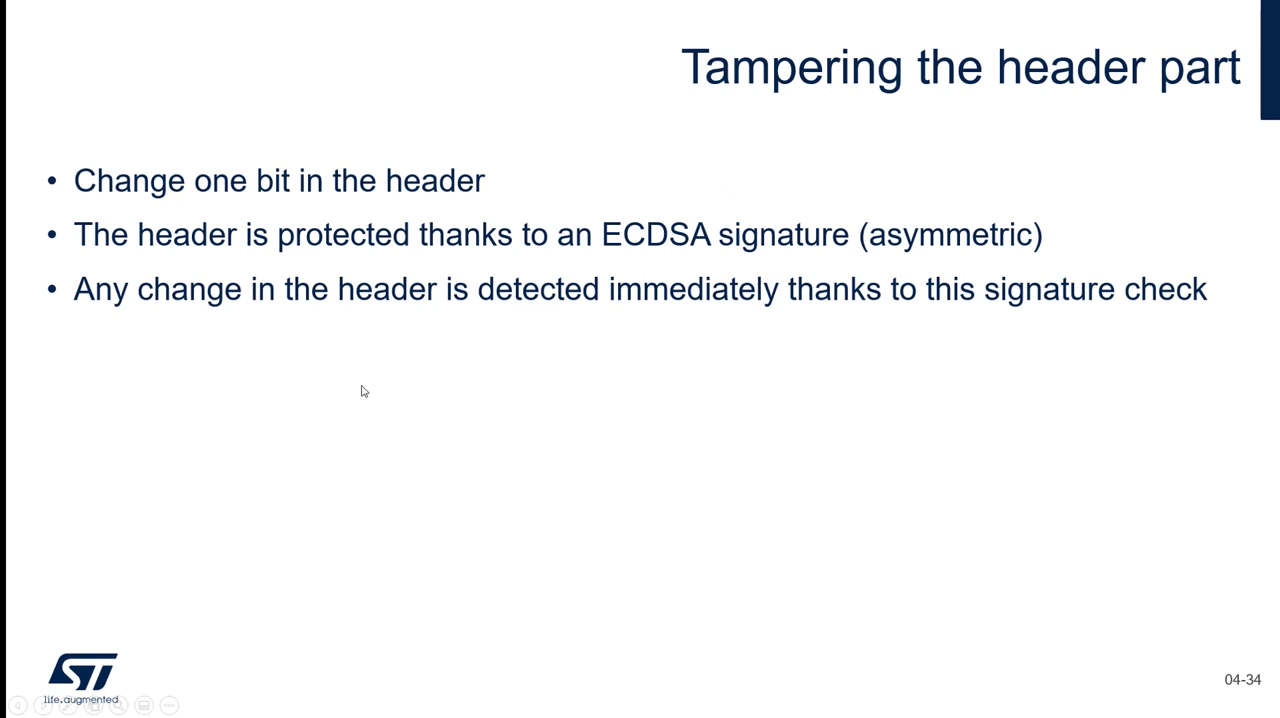 Tampering the header part
• Change one bit in the header
• The header is protected thanks to an ECDSA signature (asymmetric)
• Any change in the header is detected immediately thanks to this signature check
ST
life.augmented
04-34